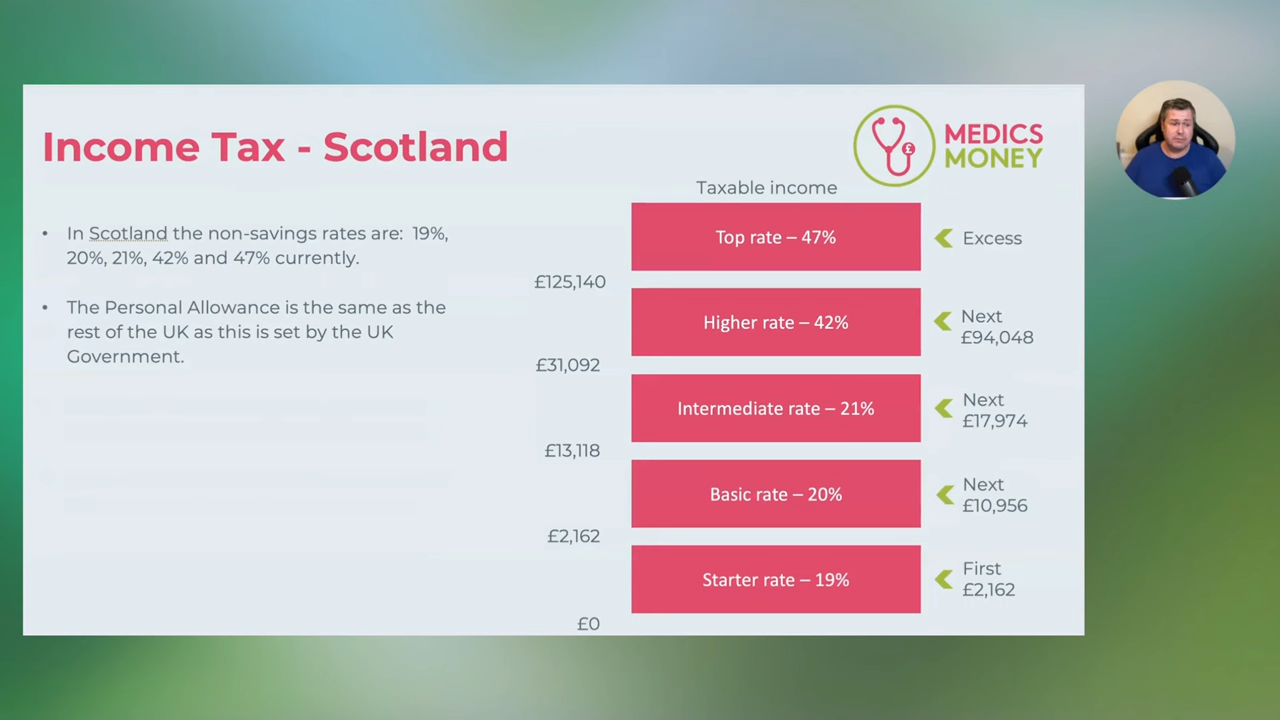 Income Tax - Scotland
MEDICS
MONEY
• In Scotland the non-savings rates are: 19%,
20%, 21%, 42% and 47% currently.
• The Personal Allowance is the same as the
rest of the UK as this is set by the UK
Government.
Taxable income
Top rate – 47%
Excess
£125,140
Higher rate – 42%
Next
£94,048
£31,092
Intermediate rate – 21%
Next
£17,974
£13,118
Basic rate – 20%
Next
£10,956
£2,162
Starter rate – 19%
First
£2,162
£0